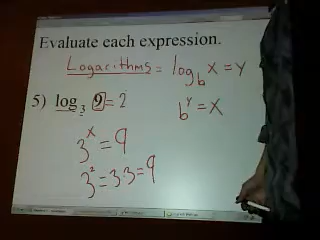 Evaluate each expression.
Logarithms = log_b X = Y
5) log_3 9 = 2
b^Y = X
3^x = 9
3^2 = 3·3 = 9